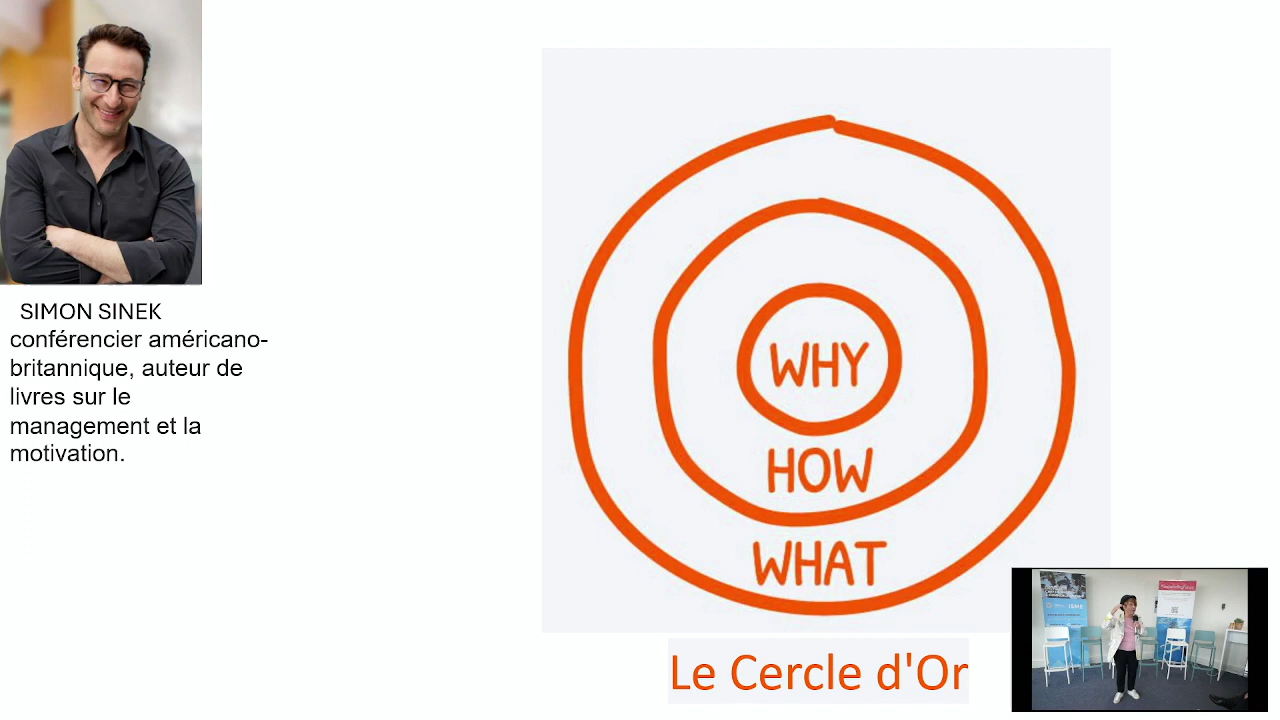 SIMON SINEK
conférencier américano-
britannique, auteur de
livres sur le
management et la
motivation.
WHY
HOW
WHAT
Le Cercle d'Or